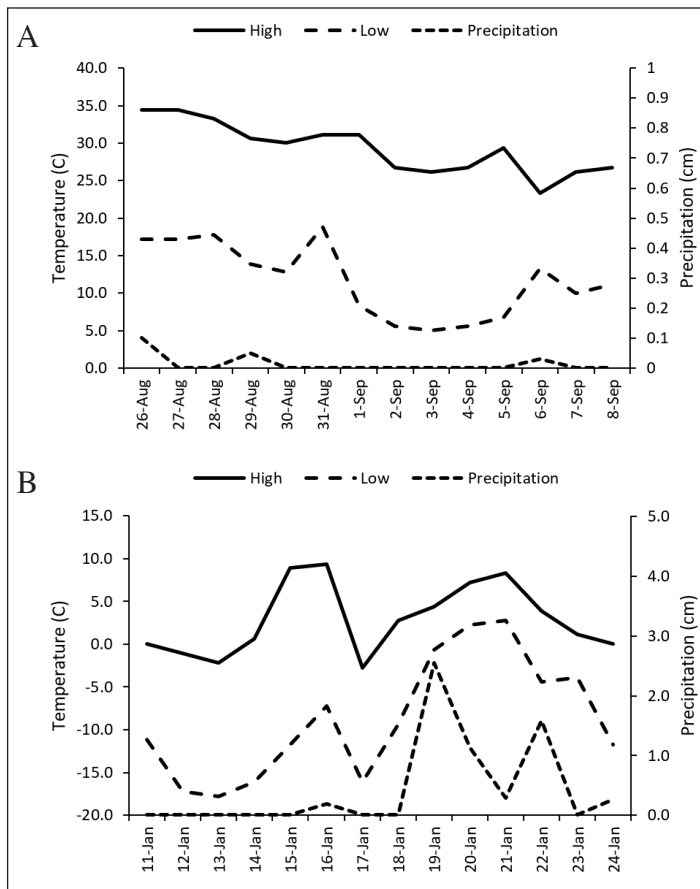 A
High Low Precipitation
40.0
35.0
30.0
25.0
20.0
15.0
10.0
5.0
0.0
Temperature (C)
1
0.9
0.8
0.7
0.6
0.5
0.4
0.3
0.2
0.1
0
Precipitation (cm)
26-Aug
27-Aug
28-Aug
29-Aug
30-Aug
31-Aug
1-Sep
2-Sep
3-Sep
4-Sep
5-Sep
6-Sep
7-Sep
8-Sep
B
High Low Precipitation
15.0
10.0
5.0
0.0
-5.0
-10.0
-15.0
-20.0
Temperature (C)
5.0
4.0
3.0
2.0
1.0
0.0
Precipitation (cm)
11-Jan
12-Jan
13-Jan
14-Jan
15-Jan
16-Jan
17-Jan
18-Jan
19-Jan
20-Jan
21-Jan
22-Jan
23-Jan
24-Jan